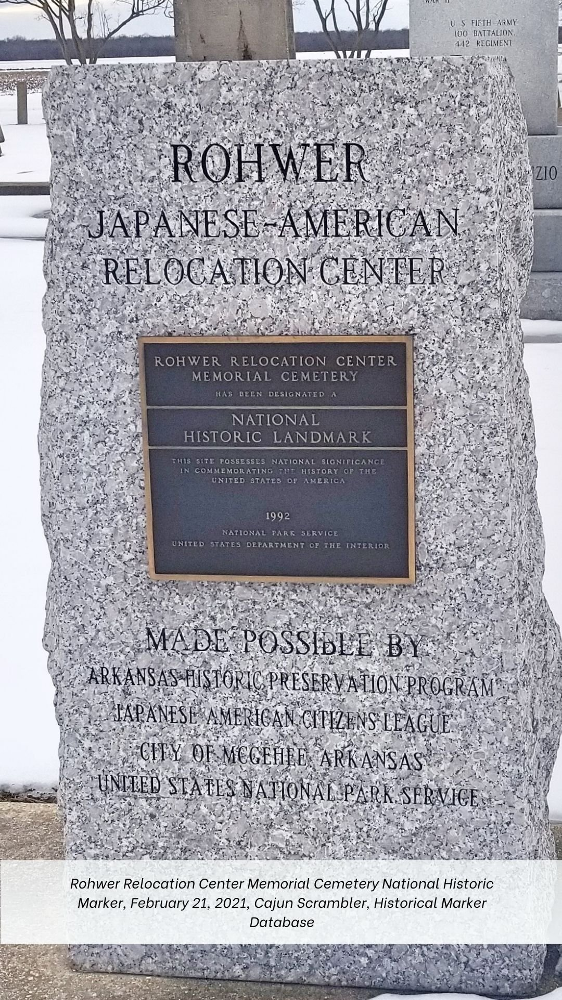 WAR II
U S FIFTH ARMY
100 BATTALION
442 REGIMENT
ROHWER
JAPANESE-AMERICAN
RELOCATION CENTER
ROHWER RELOCATION CENTER
MEMORIAL CEMETERY
HAS BEEN DESIGNATED A
NATIONAL
HISTORIC LANDMARK
THIS SITE POSSESSES NATIONAL SIGNIFICANCE
IN COMMEMORATING THE HISTORY OF THE
UNITED STATES OF AMERICA
1992
NATIONAL PARK SERVICE
UNITED STATES DEPARTMENT OF THE INTERIOR
MADE POSSIBLE BY
ARKANSAS HISTORIC PRESERVATION PROGRAM
JAPANESE AMERICAN CITIZENS LEAGUE
CITY OF MCGEHEE, ARKANSAS
UNITED STATES NATIONAL PARK SERVICE
Rohwer Relocation Center Memorial Cemetery National Historic
Marker, February 21, 2021, Cajun Scrambler, Historical Marker
Database